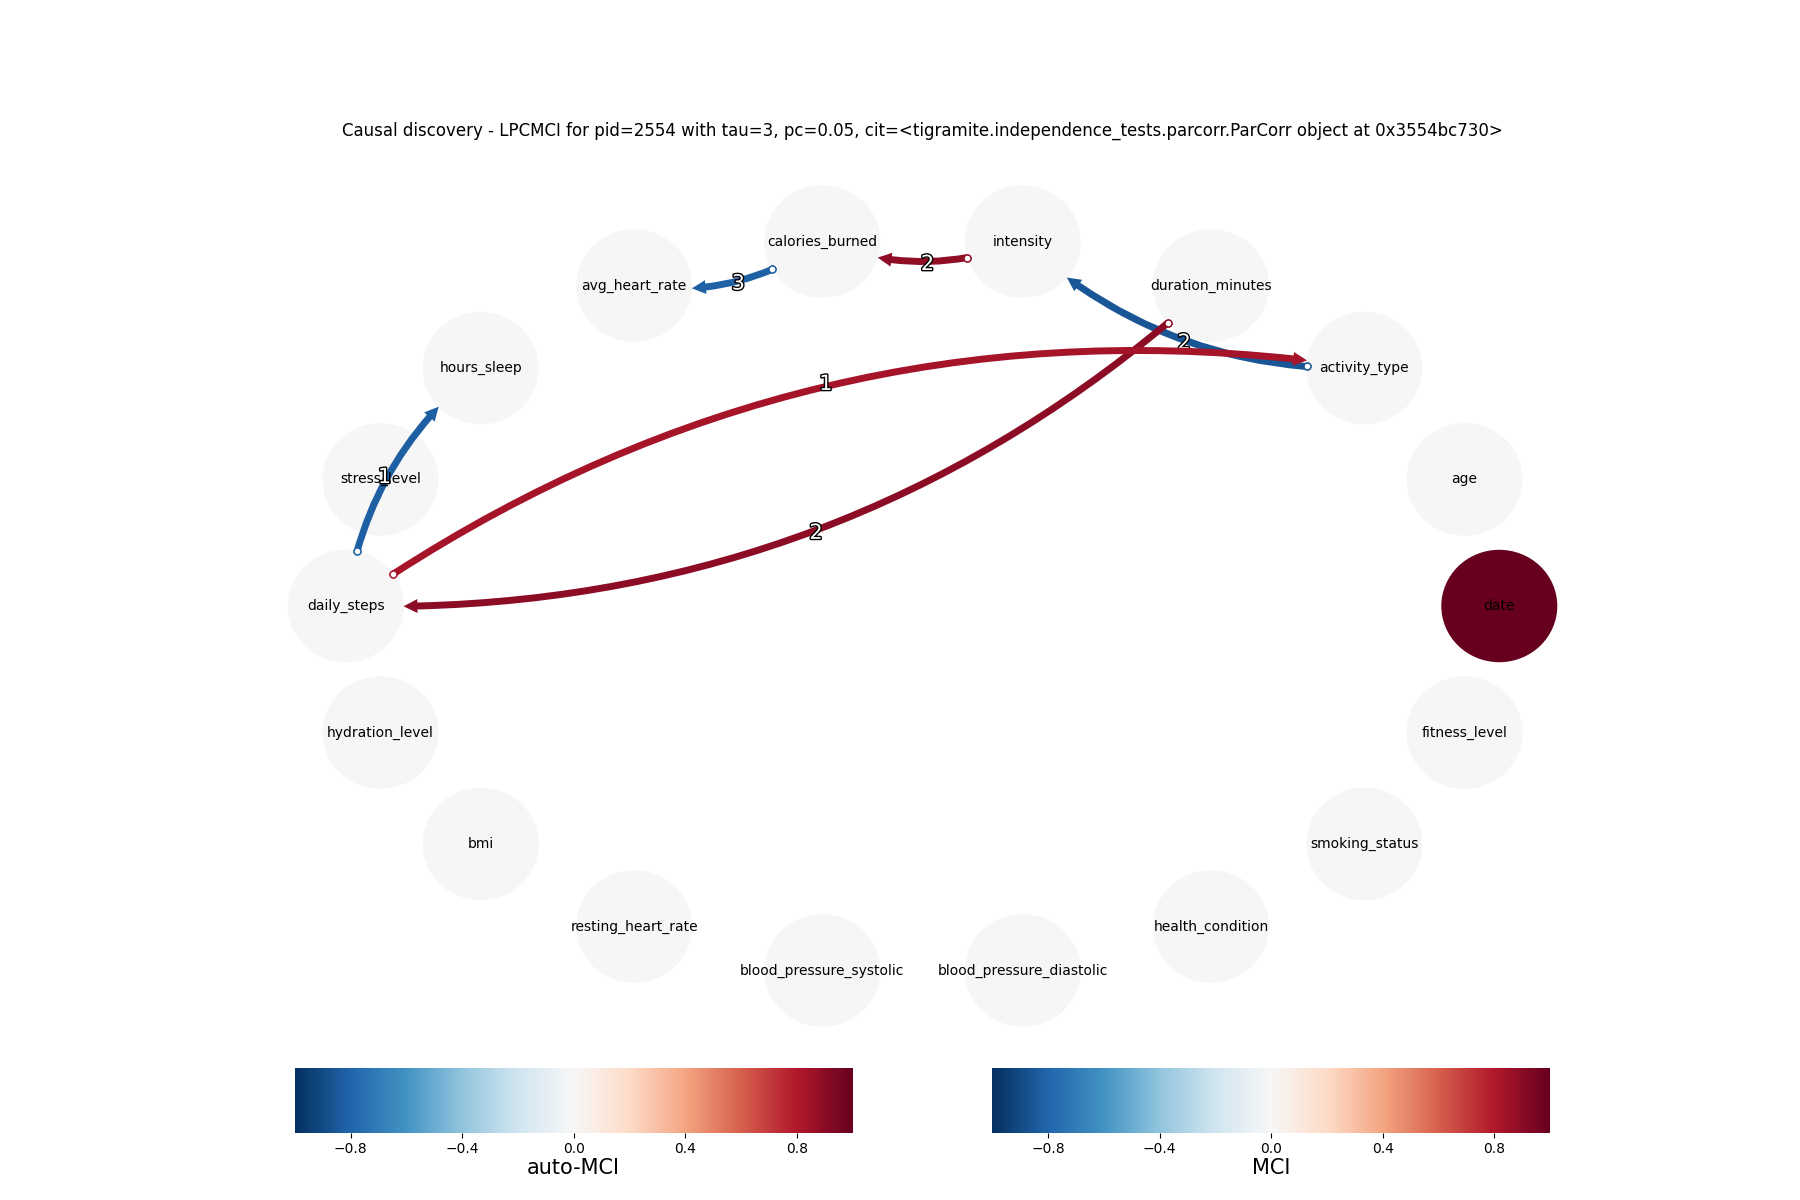 Causal discovery - LPCMCI for pid=2554 with tau=3, pc=0.05, cit=<tigramite.independence_tests.parcorr.ParCorr object at 0x3554bc730>
calories_burned
intensity
2
avg_heart_rate
3
duration_minutes
2
hours_sleep
1
activity_type
stress_level
1
age
2
daily_steps
date
hydration_level
fitness_level
bmi
smoking_status
resting_heart_rate
health_condition
blood_pressure_systolic
blood_pressure_diastolic
−0.8 −0.4 0.0 0.4 0.8
auto-MCI
−0.8 −0.4 0.0 0.4 0.8
MCI